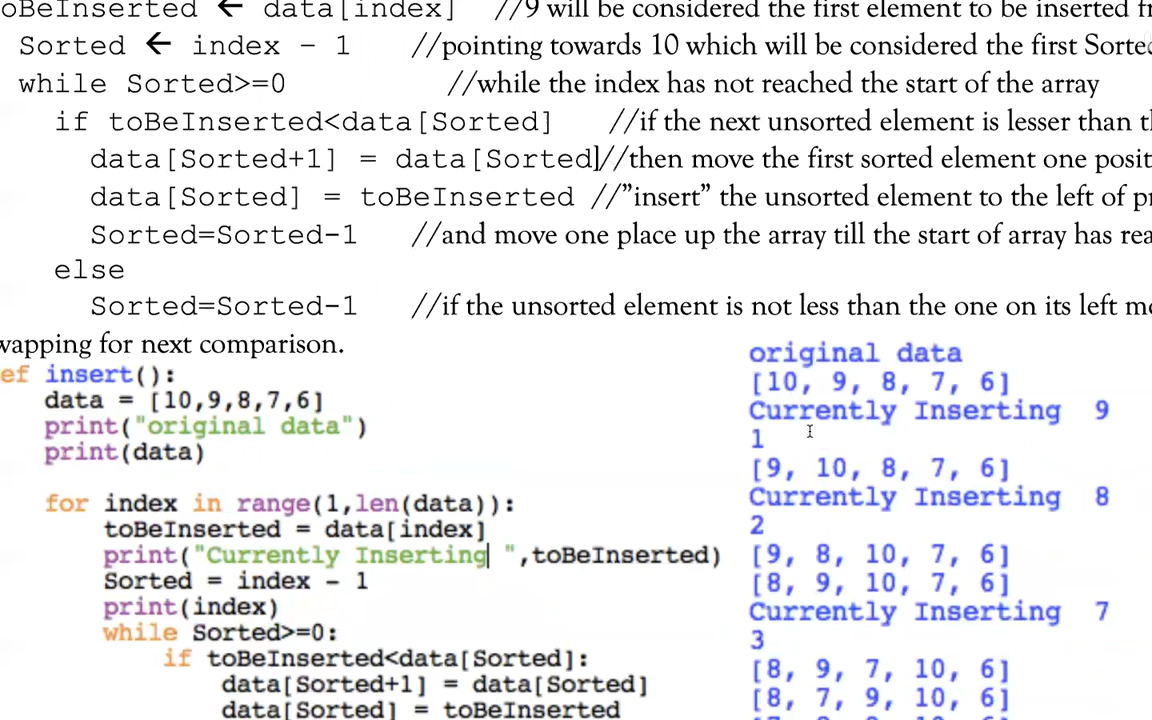 oBeInserted ← data[index] //9 will be considered the first element to be inserted
Sorted ← index - 1 //pointing towards 10 which will be considered the first
while Sorted>=0 //while the index has not reached the start of the array
if toBeInserted<data[Sorted] //if the next unsorted element is lesser than
data[Sorted+1] = data[Sorted]//then move the first sorted element one
data[Sorted] = toBeInserted //”insert” the unsorted element to the left of
Sorted=Sorted-1 //and move one place up the array till the start of array has
else
Sorted=Sorted-1 //if the unsorted element is not less than the one on its left
wapping for next comparison.
ef insert():
data = [10,9,8,7,6]
print("original data")
print(data)
for index in range(1,len(data)):
toBeInserted = data[index]
print("Currently Inserting ",toBeInserted)
Sorted = index - 1
print(index)
while Sorted>=0:
if toBeInserted<data[Sorted]:
data[Sorted+1] = data[Sorted]
data[Sorted] = toBeInserted
original data
[10, 9, 8, 7, 6]
Currently Inserting 9
1
[9, 10, 8, 7, 6]
Currently Inserting 8
2
[9, 8, 10, 7, 6]
[8, 9, 10, 7, 6]
Currently Inserting 7
3
[8, 9, 7, 10, 6]
[8, 7, 9, 10, 6]